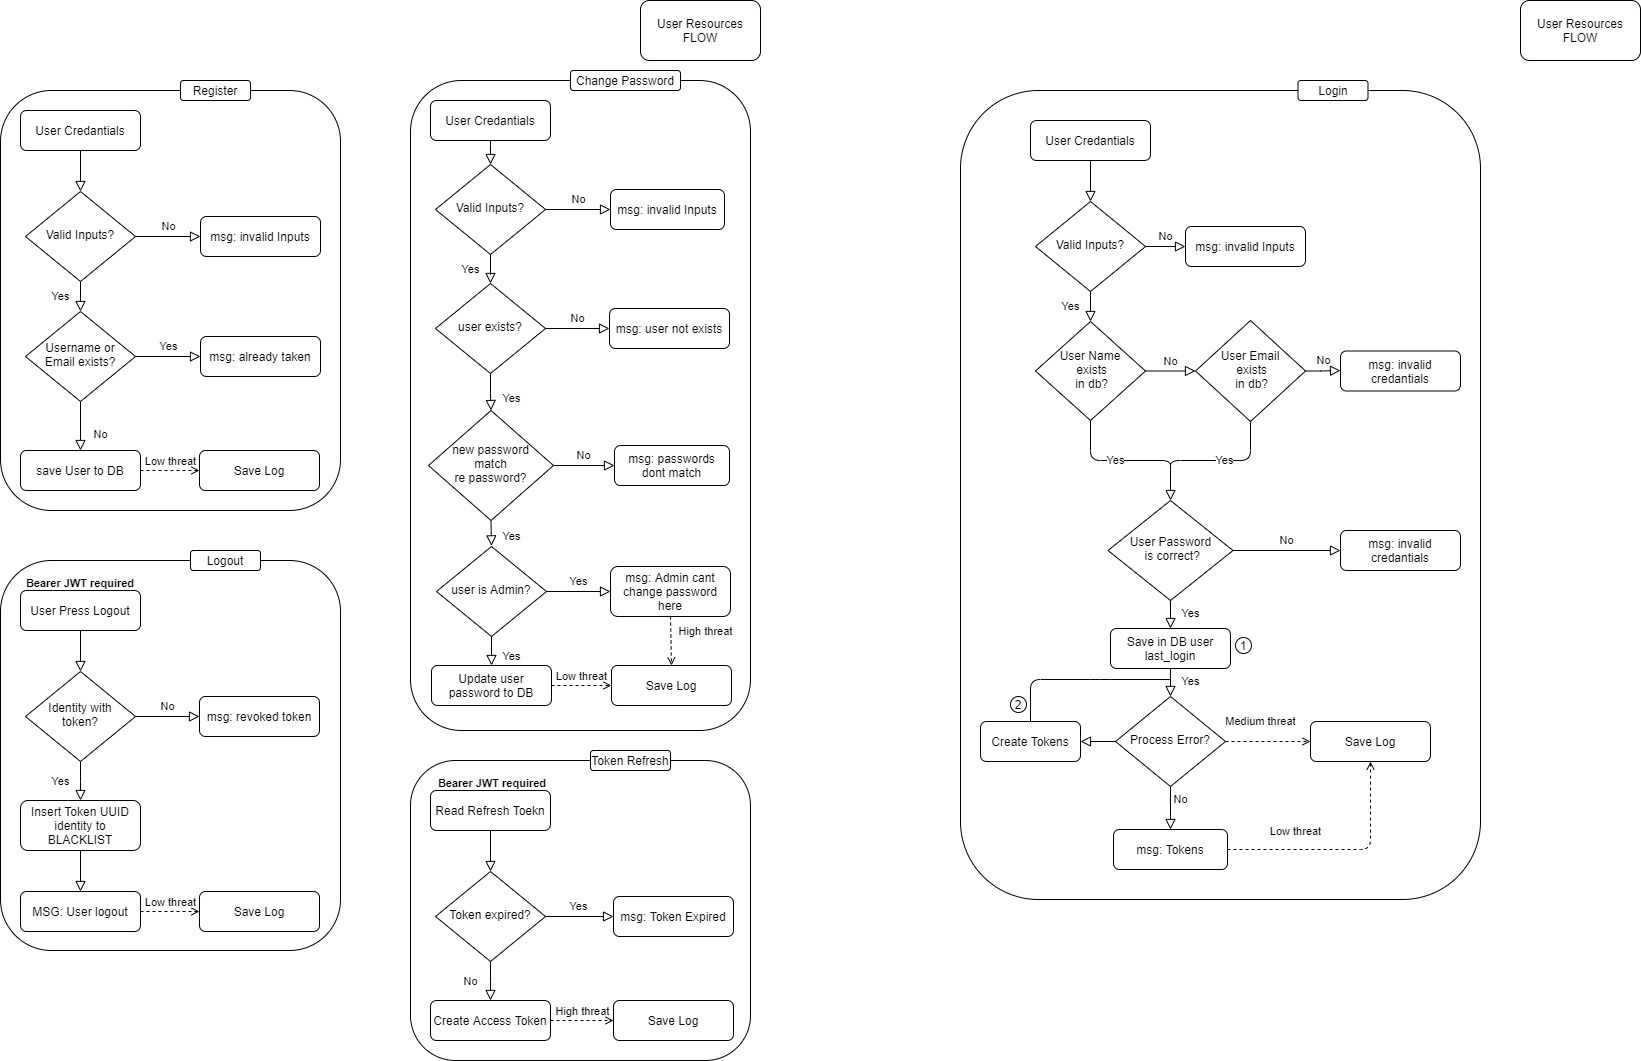 User Resources
FLOW
User Resources
FLOW
Register
User Credantials
Valid Inputs?
No
msg: invalid Inputs
Yes
Username or
Email exists?
Yes
msg: already taken
No
save User to DB
Low threat
Save Log
Logout
Bearer JWT required
User Press Logout
Identity with
token?
No
msg: revoked token
Yes
Insert Token UUID
identity to
BLACKLIST
MSG: User logout
Low threat
Save Log
Change Password
User Credantials
Valid Inputs?
No
msg: invalid Inputs
Yes
user exists?
No
msg: user not exists
Yes
new password
match
re password?
No
msg: passwords
dont match
Yes
user is Admin?
Yes
msg: Admin cant
change password
here
High threat
Yes
Update user
password to DB
Low threat
Save Log
Token Refresh
Bearer JWT required
Read Refresh Toekn
Token expired?
Yes
msg: Token Expired
No
Create Access Token
High threat
Save Log
Login
User Credantials
Valid Inputs?
No
msg: invalid Inputs
Yes
User Name
exists
in db?
No
User Email
exists
in db?
No
msg: invalid
credantials
Yes
Yes
User Password
is correct?
No
msg: invalid
credantials
Yes
Save in DB user
last_login
1
Yes
2
Create Tokens
Process Error?
Medium threat
Save Log
No
msg: Tokens
Low threat